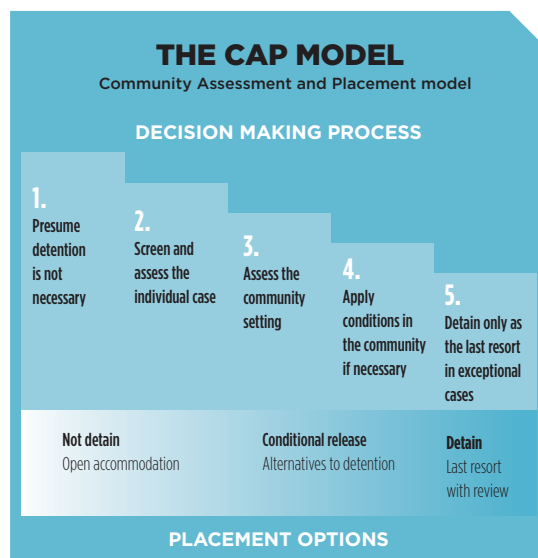 THE CAP MODEL
Community Assessment and Placement model
DECISION MAKING PROCESS
1.
Presume
detention
is not
necessary
2.
Screen and
assess the
individual case
3.
Assess the
community
setting
4.
Apply
conditions in
the community
if necessary
5.
Detain only as
the last resort
in exceptional
cases
Not detain
Open accommodation
Conditional release
Alternatives to detention
Detain
Last resort
with review
PLACEMENT OPTIONS